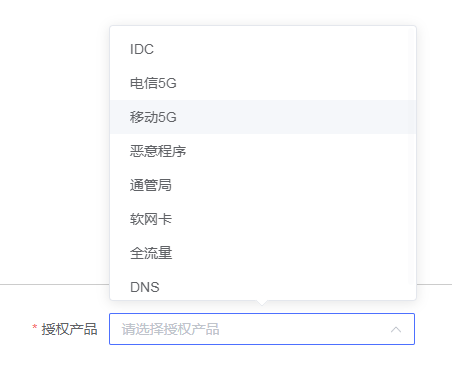 IDC
电信5G
移动5G
恶意程序
通管局
软网卡
全流量
DNS
* 授权产品 请选择授权产品